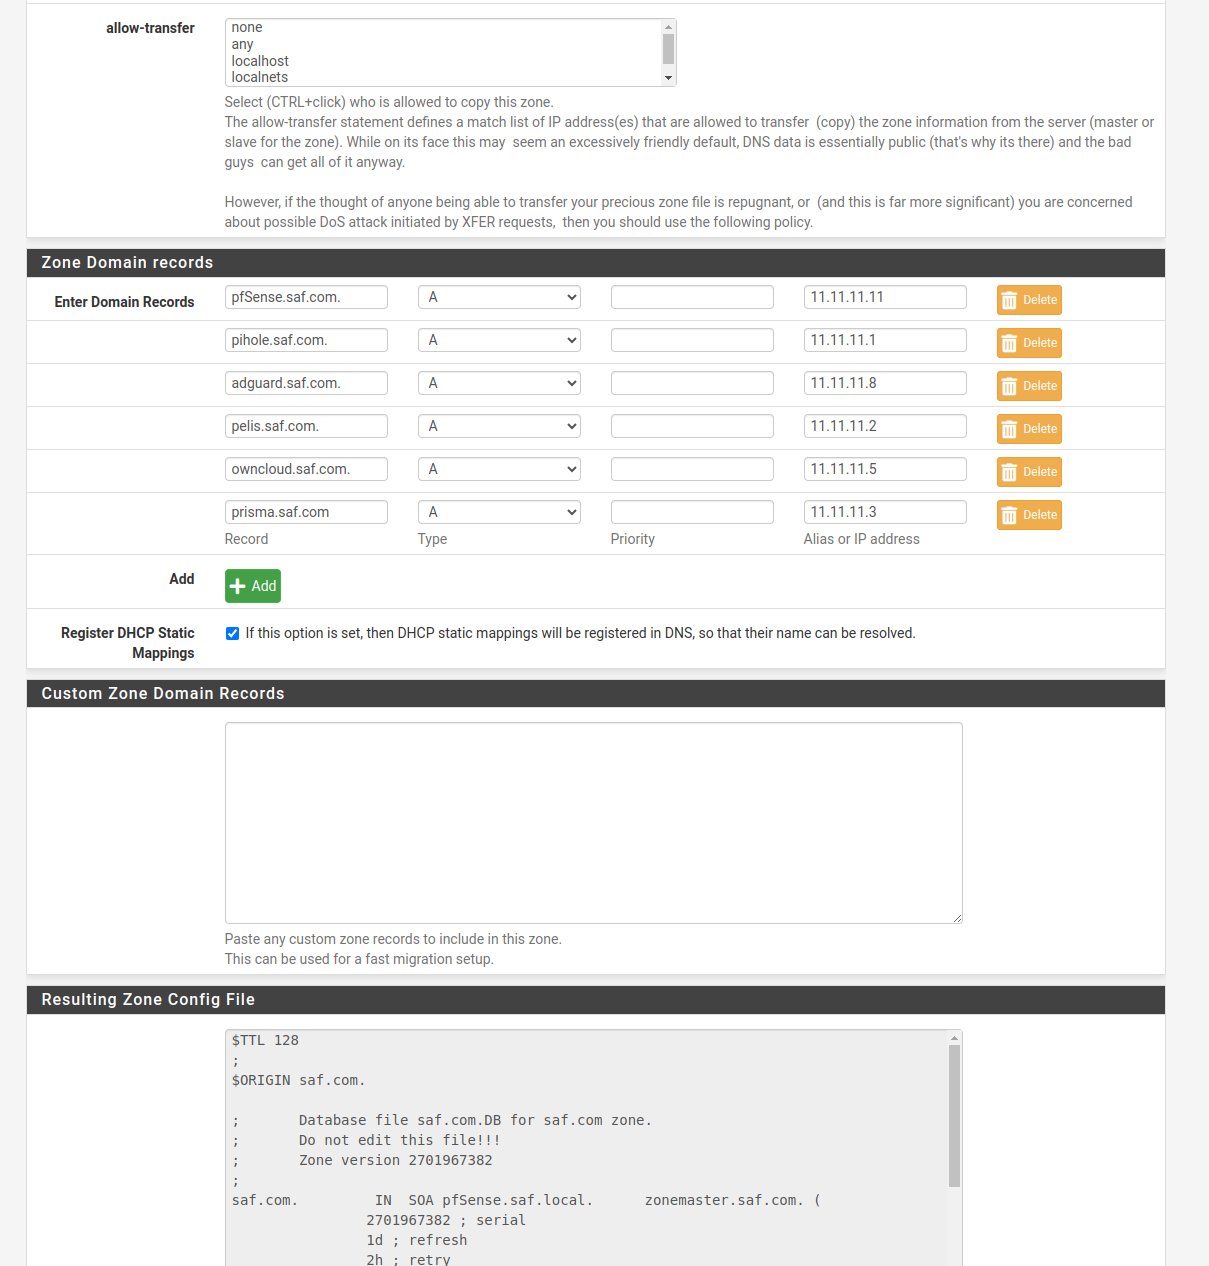 allow-transfer
none
any
localhost
localnets
Select (CTRL+click) who is allowed to copy this zone.
The allow-transfer statement defines a match list of IP address(es) that are allowed to transfer  (copy) the zone information from the server (master or
slave for the zone). While on its face this may  seem an excessively friendly default, DNS data is essentially public (that's why its there) and the bad
guys  can get all of it anyway.
However, if the thought of anyone being able to transfer your precious zone file is repugnant, or  (and this is far more significant) you are concerned
about possible DoS attack initiated by XFER requests,  then you should use the following policy.
Zone Domain records
Enter Domain Records pfSense.saf.com. A 11.11.11.11 Delete
pihole.saf.com. A 11.11.11.1 Delete
adguard.saf.com. A 11.11.11.8 Delete
pelis.saf.com. A 11.11.11.2 Delete
owncloud.saf.com. A 11.11.11.5 Delete
prisma.saf.com A 11.11.11.3 Delete
Record Type Priority Alias or IP address
Add Add
Register DHCP Static Mappings
If this option is set, then DHCP static mappings will be registered in DNS, so that their name can be resolved.
Custom Zone Domain Records
Paste any custom zone records to include in this zone.
This can be used for a fast migration setup.
Resulting Zone Config File
$TTL 128
;
$ORIGIN saf.com.
;       Database file saf.com.DB for saf.com zone.
;       Do not edit this file!!!
;       Zone version 2701967382
;
saf.com.         IN  SOA pfSense.saf.local.      zonemaster.saf.com. (
2701967382 ; serial
1d ; refresh
2h ; retry